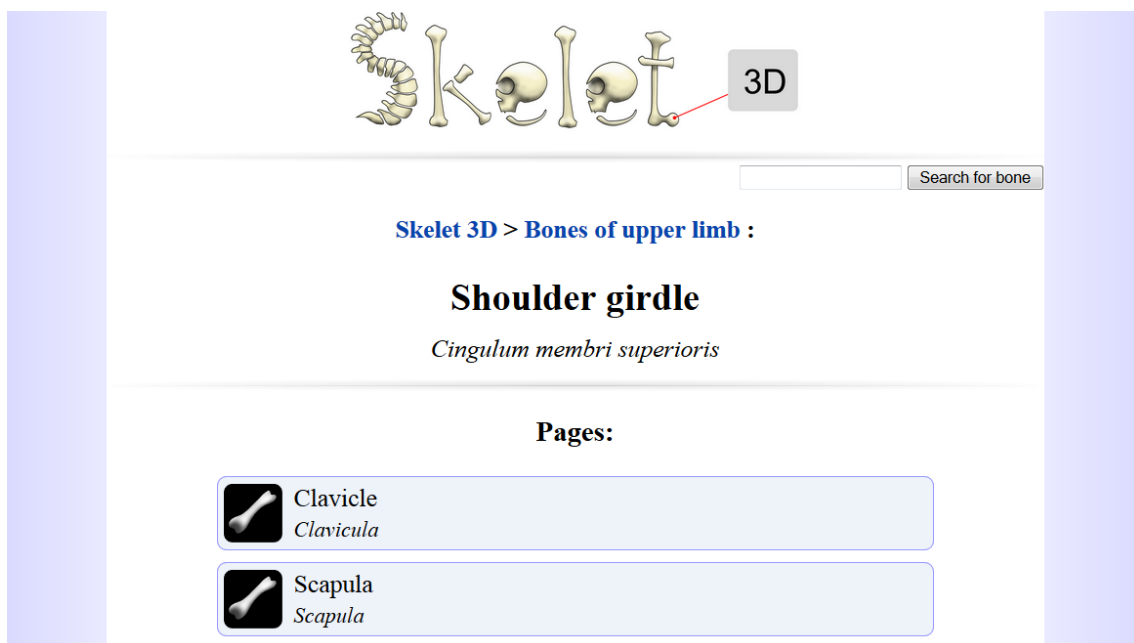 Skelet
3D
Search for bone
Skelet 3D > Bones of upper limb :
Shoulder girdle
Cingulum membri superioris
Pages:
Clavicle
Clavicula
Scapula
Scapula